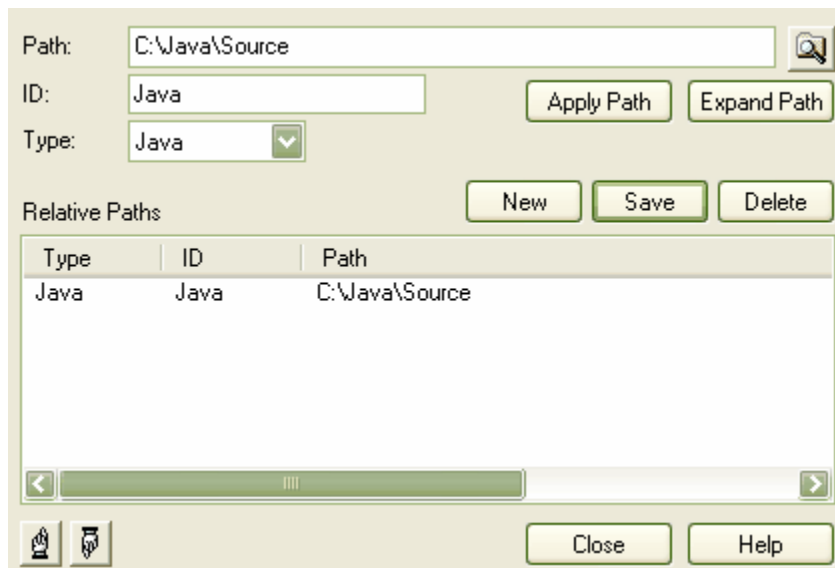 Path: C:\Java\Source
ID: Java
Apply Path Expand Path
Type: Java
New Save Delete
Relative Paths
Type ID Path
Java Java C:\Java\Source
Close Help